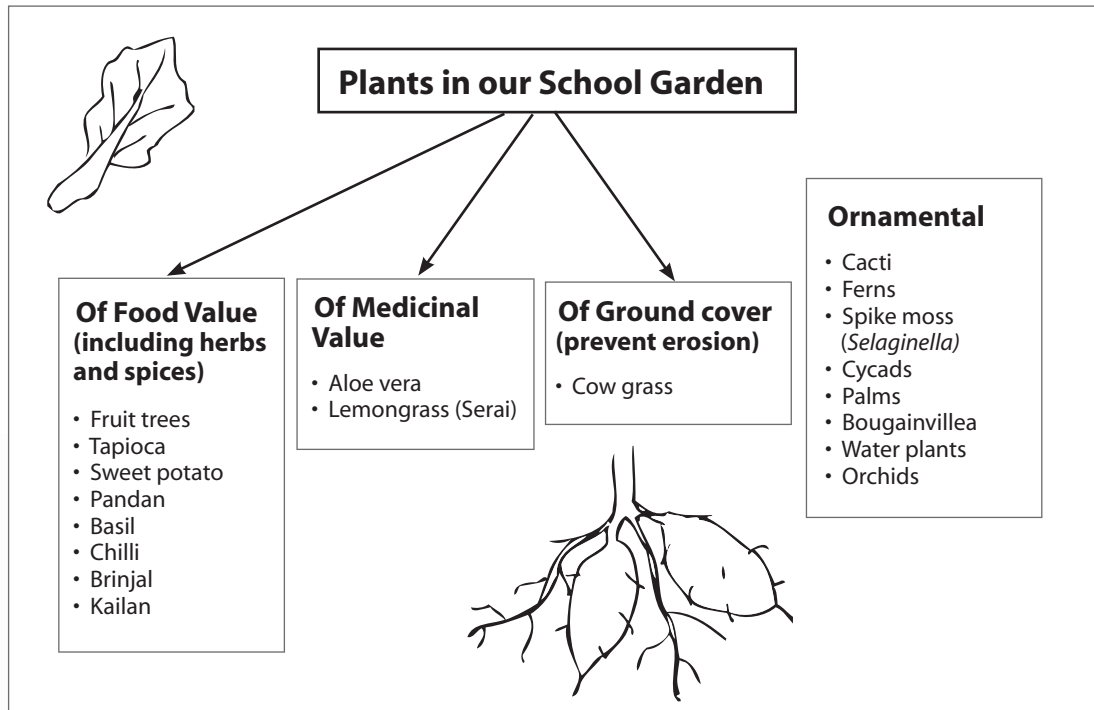 Plants in our School Garden
Of Food Value
(including herbs
and spices)
• Fruit trees
• Tapioca
• Sweet potato
• Pandan
• Basil
• Chilli
• Brinjal
• Kailan
Of Medicinal
Value
• Aloe vera
• Lemongrass (Serai)
Of Ground cover
(prevent erosion)
• Cow grass
Ornamental
• Cacti
• Ferns
• Spike moss
(Selaginella)
• Cycads
• Palms
• Bougainvillea
• Water plants
• Orchids